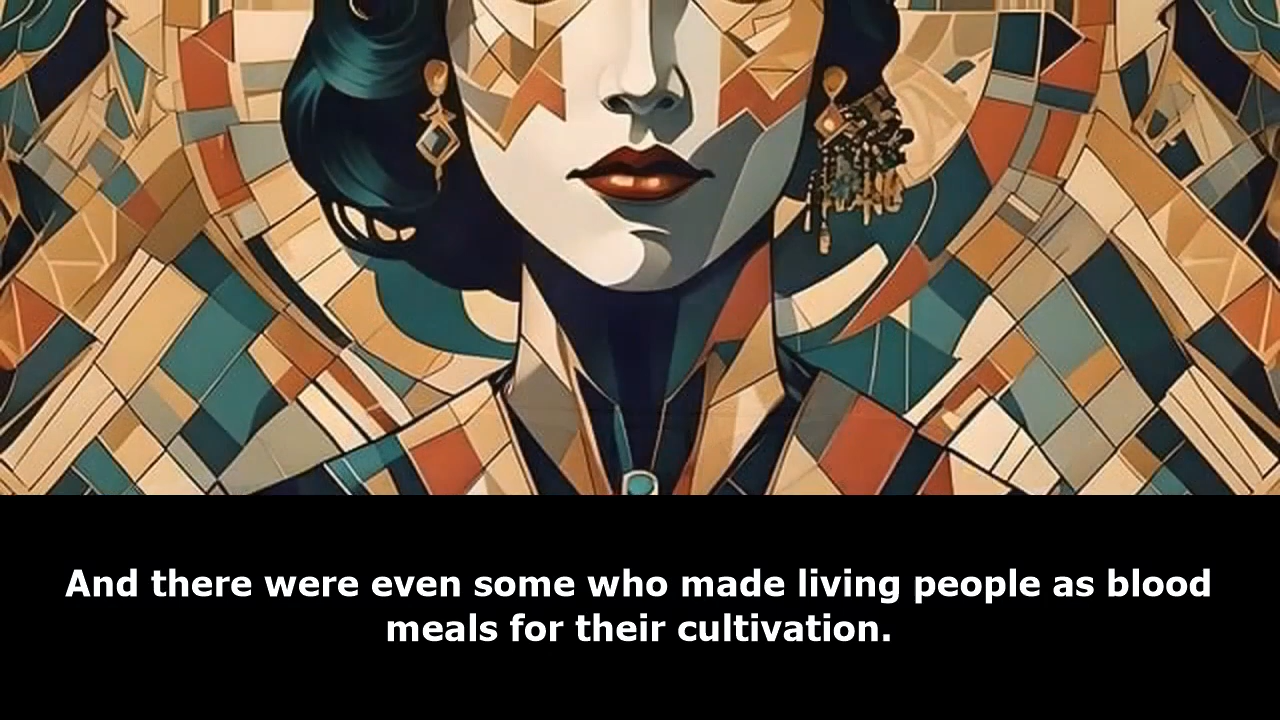 And there were even some who made living people as blood
meals for their cultivation.